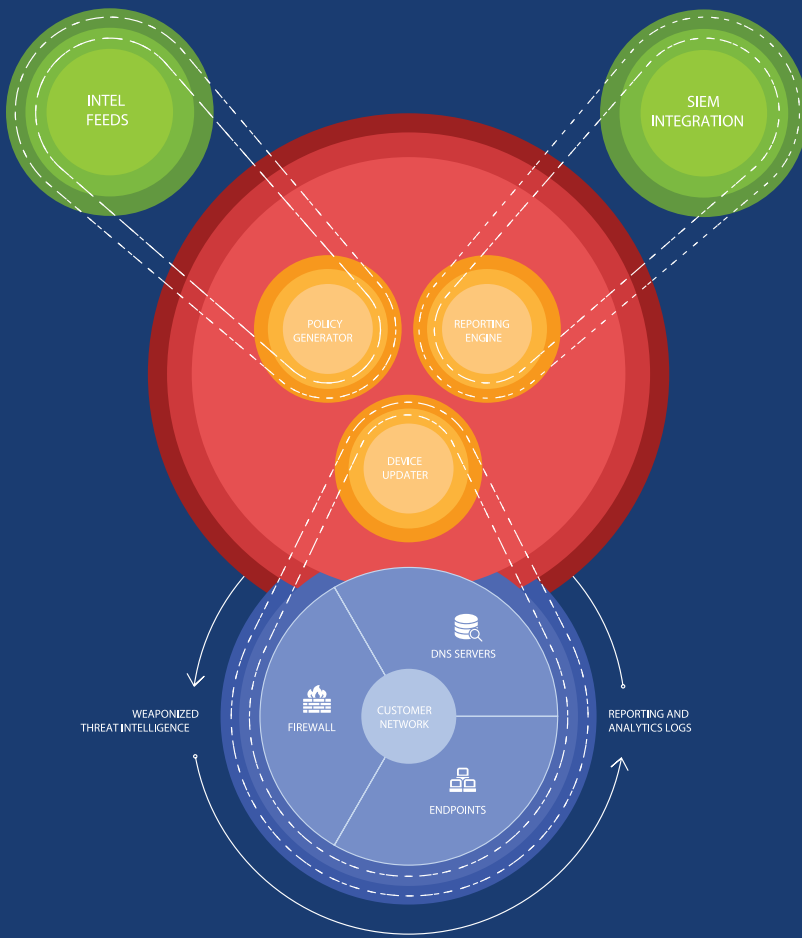 INTEL
FEEDS
SIEM
INTEGRATION
POLICY
GENERATOR
REPORTING
ENGINE
DEVICE
UPDATER
DNS SERVERS
FIREWALL
CUSTOMER
NETWORK
ENDPOINTS
WEAPONIZED
THREAT INTELLIGENCE
REPORTING AND
ANALYTICS LOGS